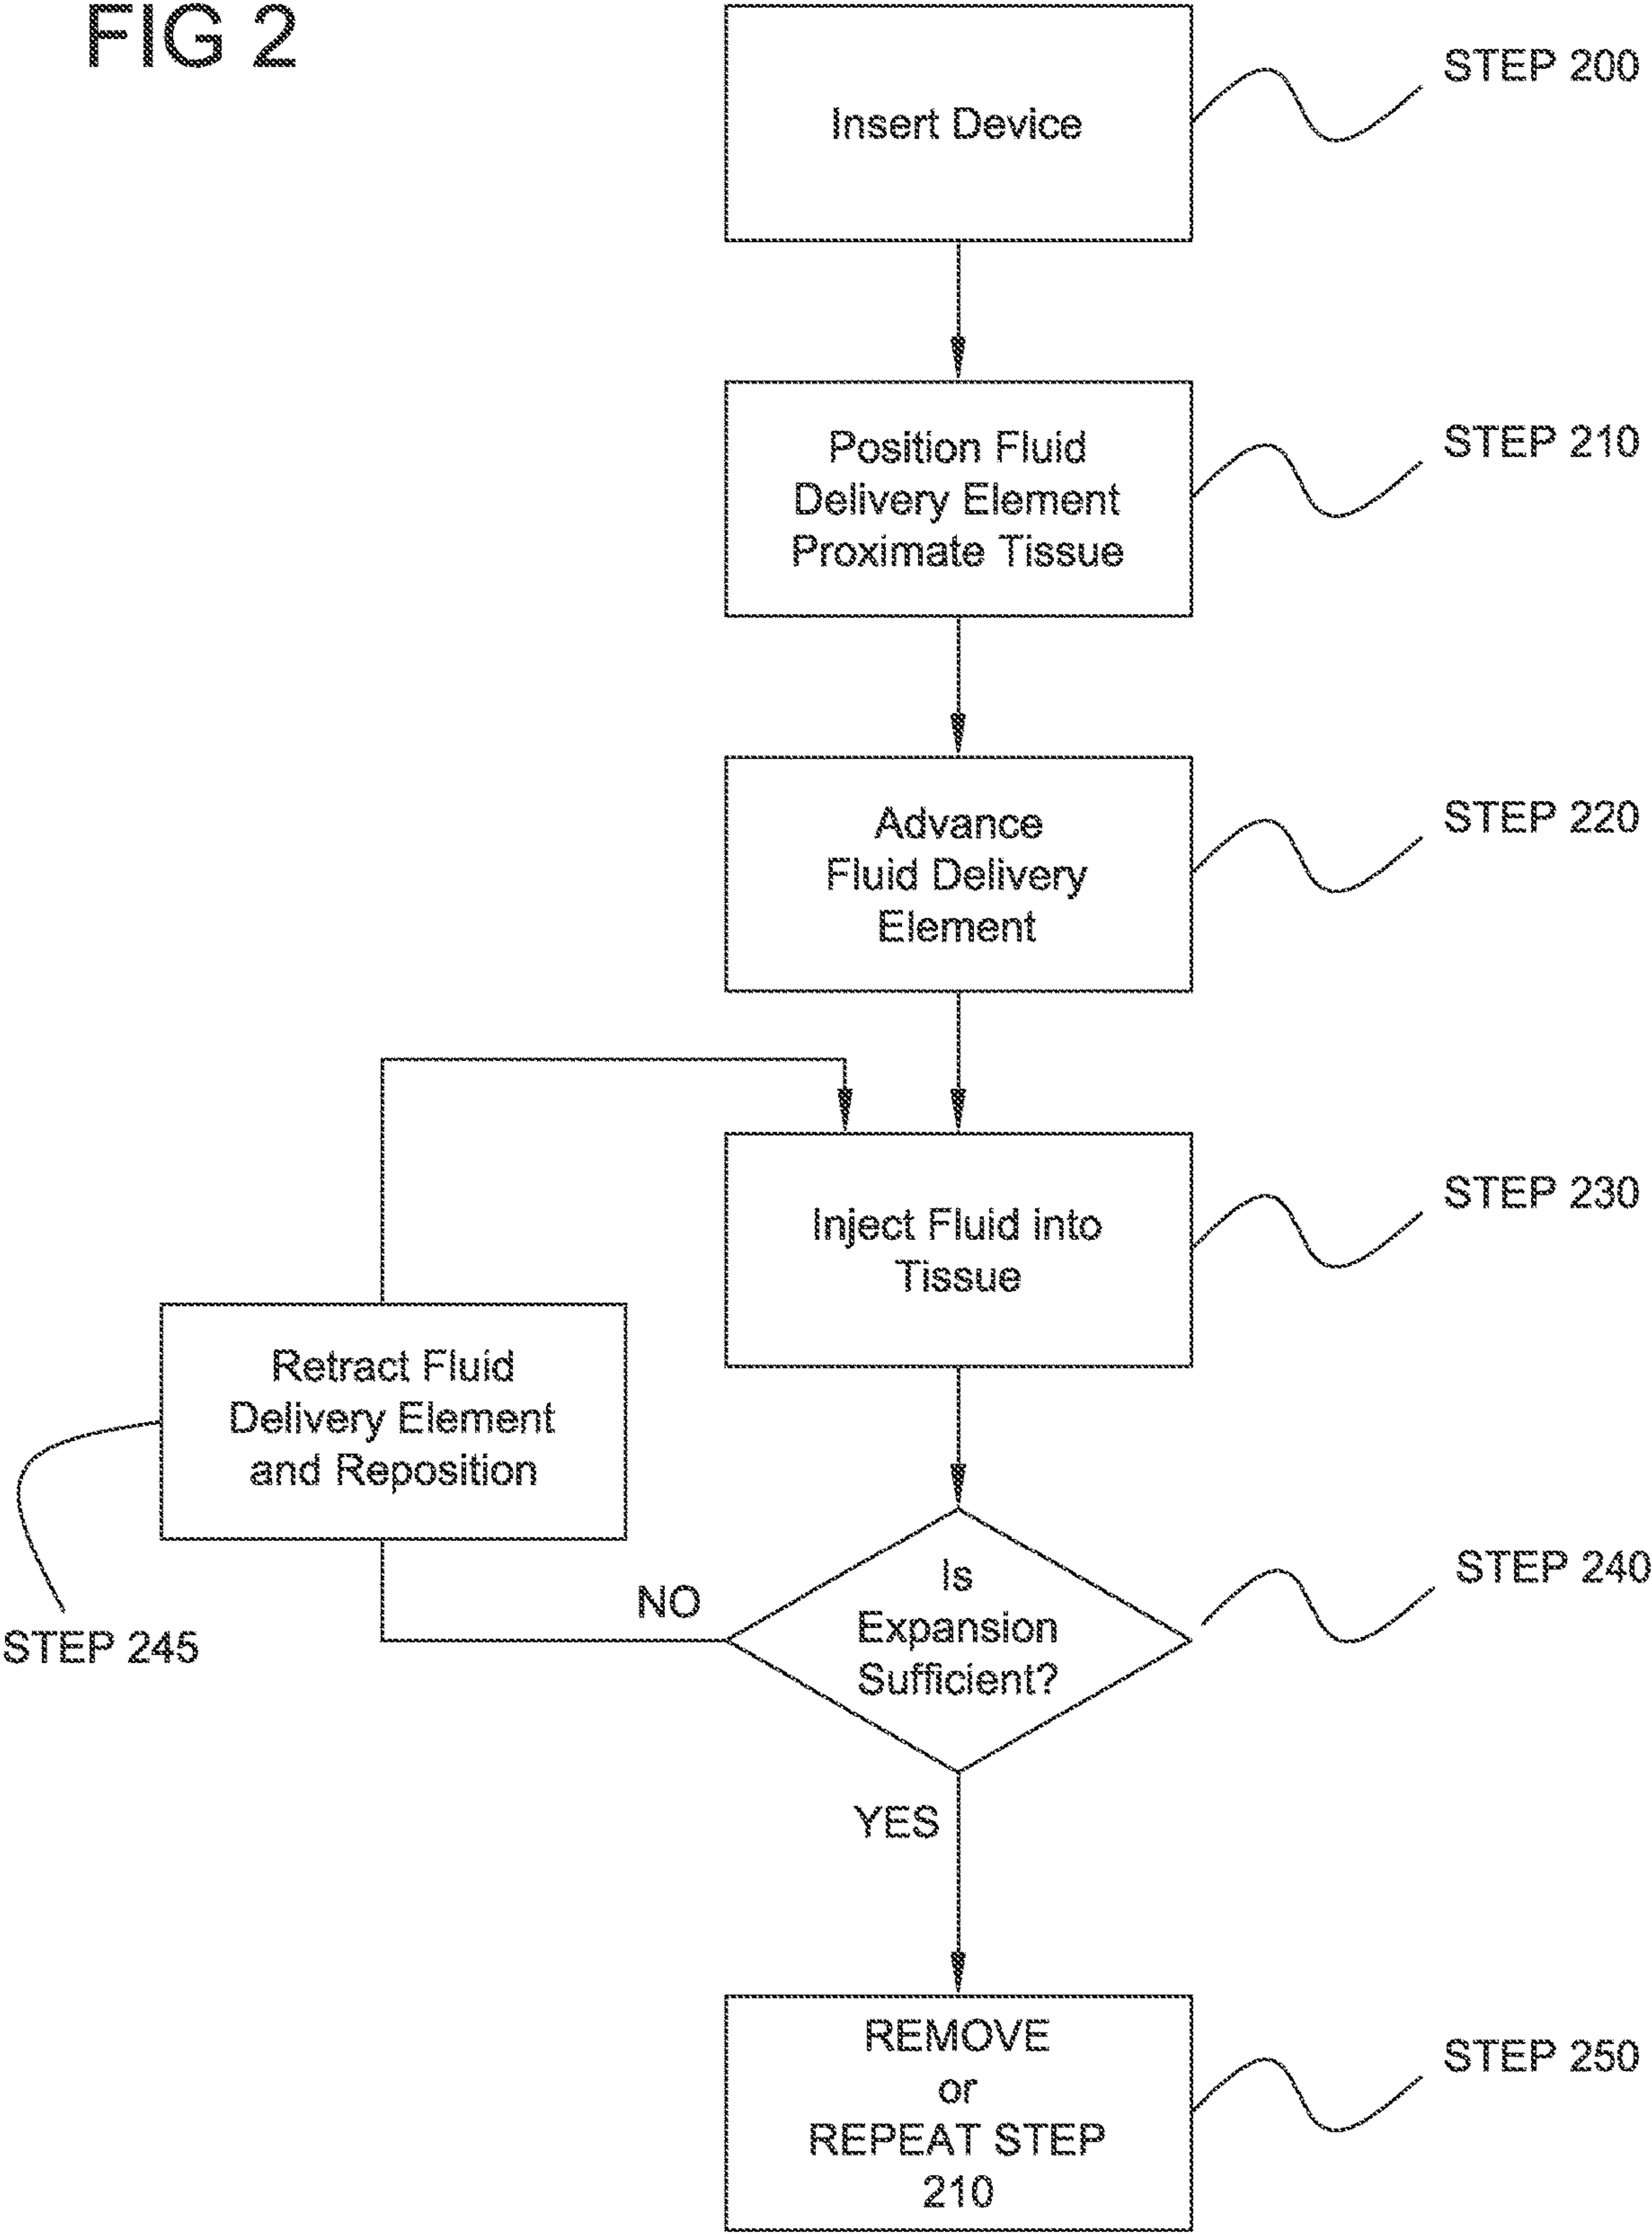 FIG 2
Insert Device
STEP 200
Position Fluid
Delivery Element
Proximate Tissue
STEP 210
Advance
Fluid Delivery
Element
STEP 220
Inject Fluid into
Tissue
STEP 230
Retract Fluid
Delivery Element
and Reposition
STEP 245
Is
Expansion
Sufficient?
STEP 240
NO
YES
REMOVE
or
REPEAT STEP
210
STEP 250